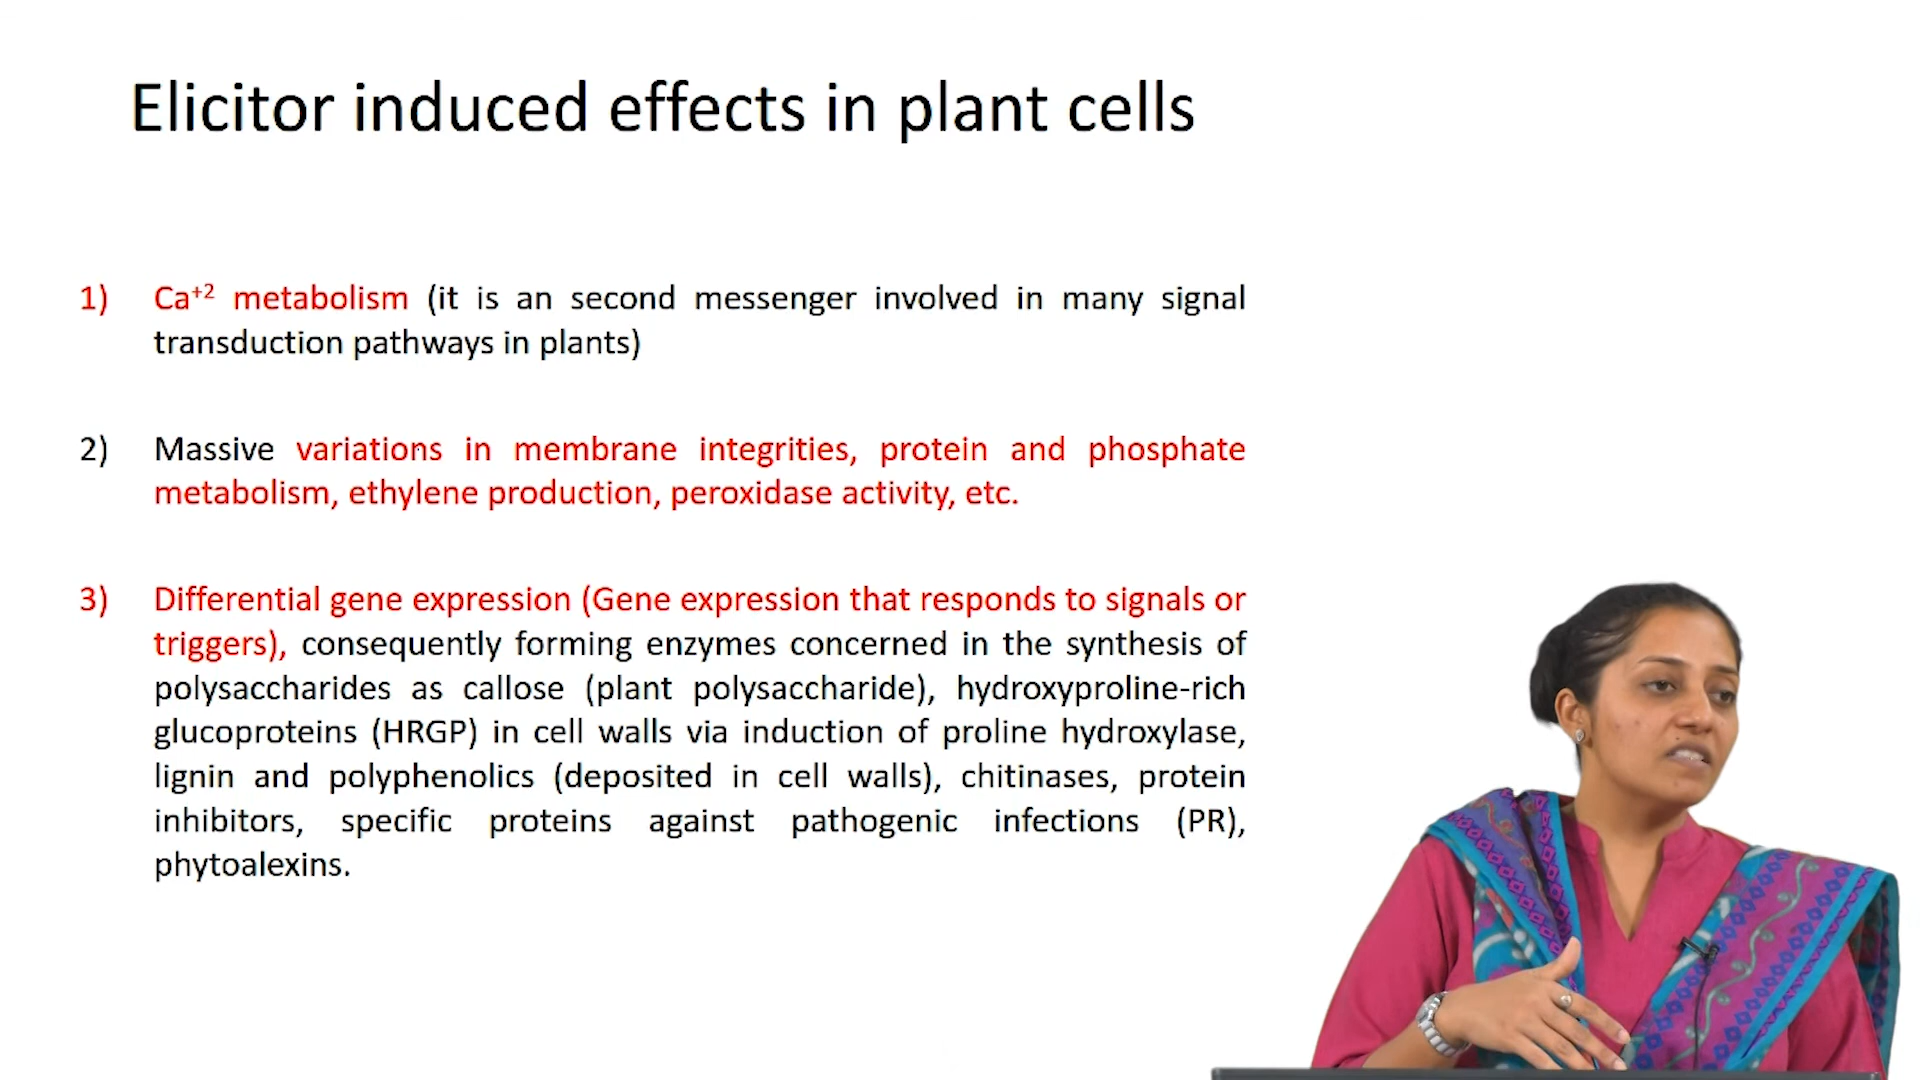 Elicitor induced effects in plant cells
1) Ca⁺² metabolism (it is an second messenger involved in many signal
transduction pathways in plants)
2) Massive variations in membrane integrities, protein and phosphate
metabolism, ethylene production, peroxidase activity, etc.
3) Differential gene expression (Gene expression that responds to signals or
triggers), consequently forming enzymes concerned in the synthesis of
polysaccharides as callose (plant polysaccharide), hydroxyproline-rich
glucoproteins (HRGP) in cell walls via induction of proline hydroxylase,
lignin and polyphenolics (deposited in cell walls), chitinases, protein
inhibitors, specific proteins against pathogenic infections (PR),
phytoalexins.